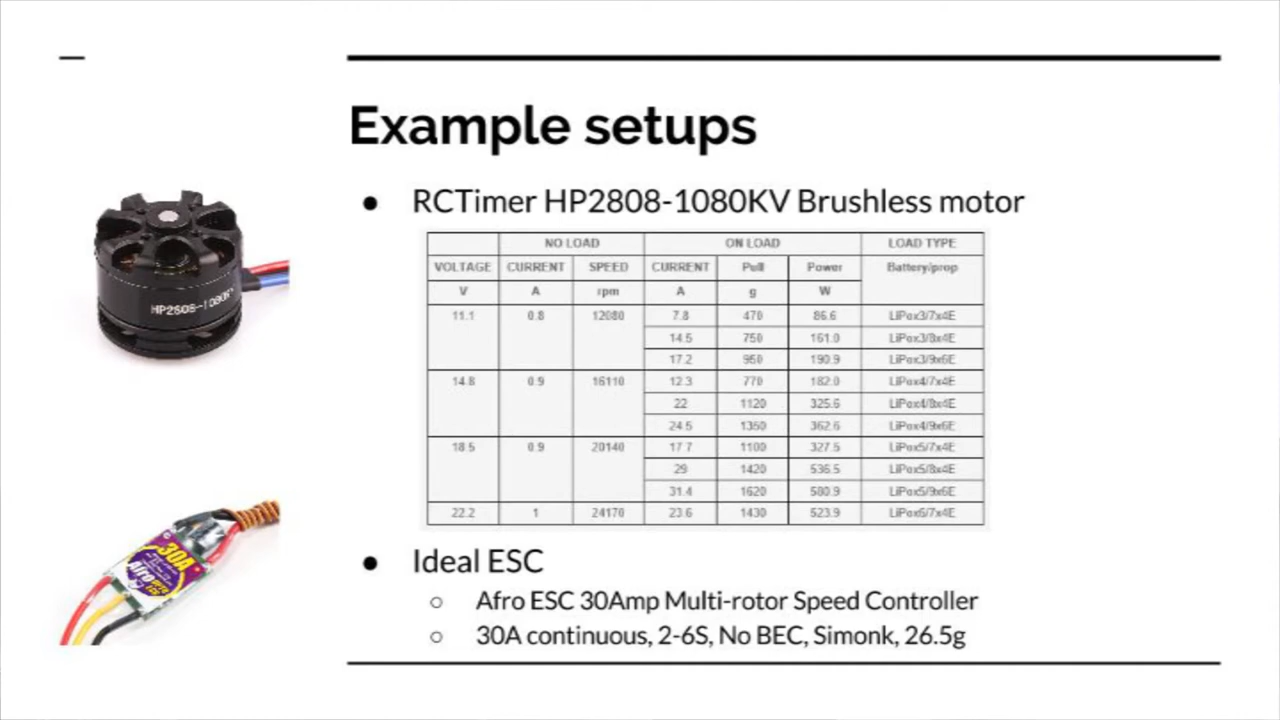 Example setups
● RCTimer HP2808-1080KV Brushless motor
HP2808-1080KV
NO LOAD ON LOAD LOAD TYPE
VOLTAGE CURRENT SPEED CURRENT Pull Power Battery/prop
V A rpm A g W
11.1 0.8 12080 7.8 470 86.6 LiPox3/7x4E
14.5 750 161.0 LiPox3/8x4E
17.2 950 190.9 LiPox3/9x6E
14.8 0.9 16110 12.3 770 182.0 LiPox4/7x4E
22 1120 325.6 LiPox4/8x4E
24.5 1350 362.6 LiPox4/9x6E
18.5 0.9 20140 17.7 1100 327.5 LiPox5/7x4E
29 1420 536.5 LiPox5/8x4E
31.4 1620 580.9 LiPox5/9x6E
22.2 1 24170 23.6 1430 523.9 LiPox6/7x4E
● Ideal ESC
30A
Afro
○ Afro ESC 30Amp Multi-rotor Speed Controller
○ 30A continuous, 2-6S, No BEC, Simonk, 26.5g